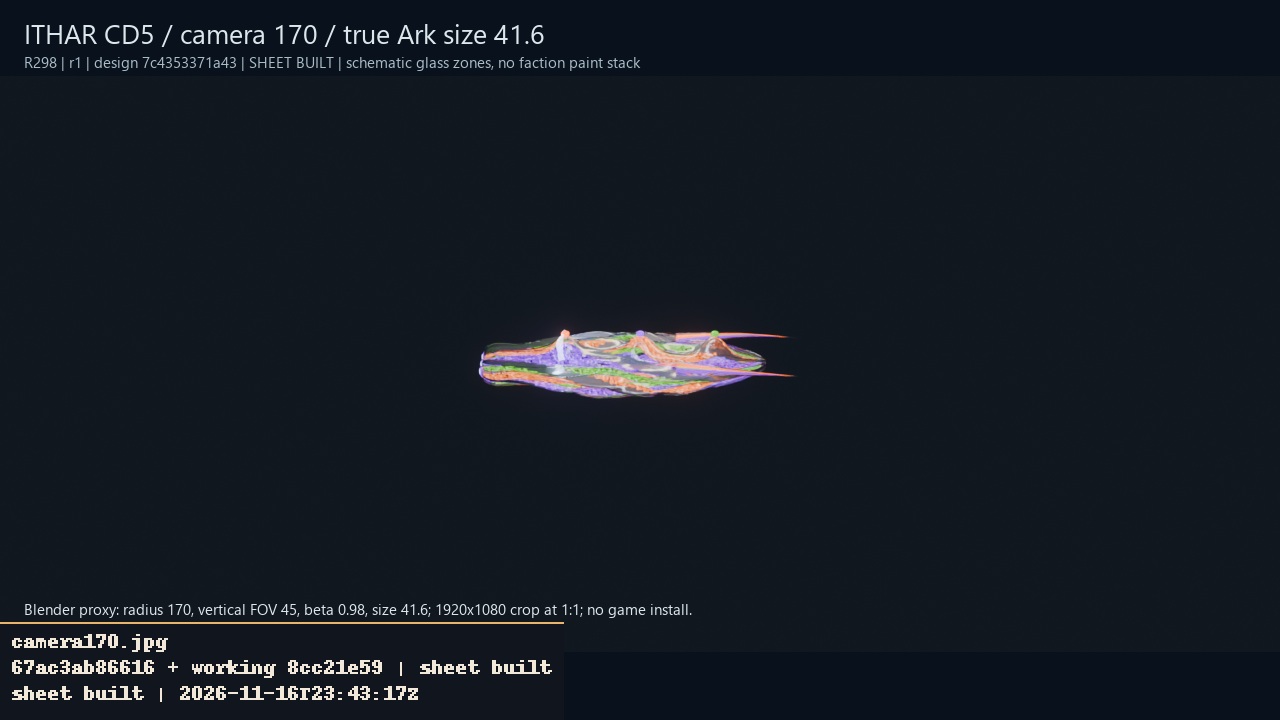 ITHAR CD5 / camera 170 / true Ark size 41.6
R298 | r1 | design 7c4353371a43 | SHEET BUILT | schematic glass zones, no faction paint stack
Blender proxy: radius 170, vertical FOV 45, beta 0.98, size 41.6; 1920x1080 crop at 1:1; no game install.
camera170.jpg
67ac3ab86616 + working 8cc21e59 | sheet built
sheet built | 2026-11-16T23:43:17Z